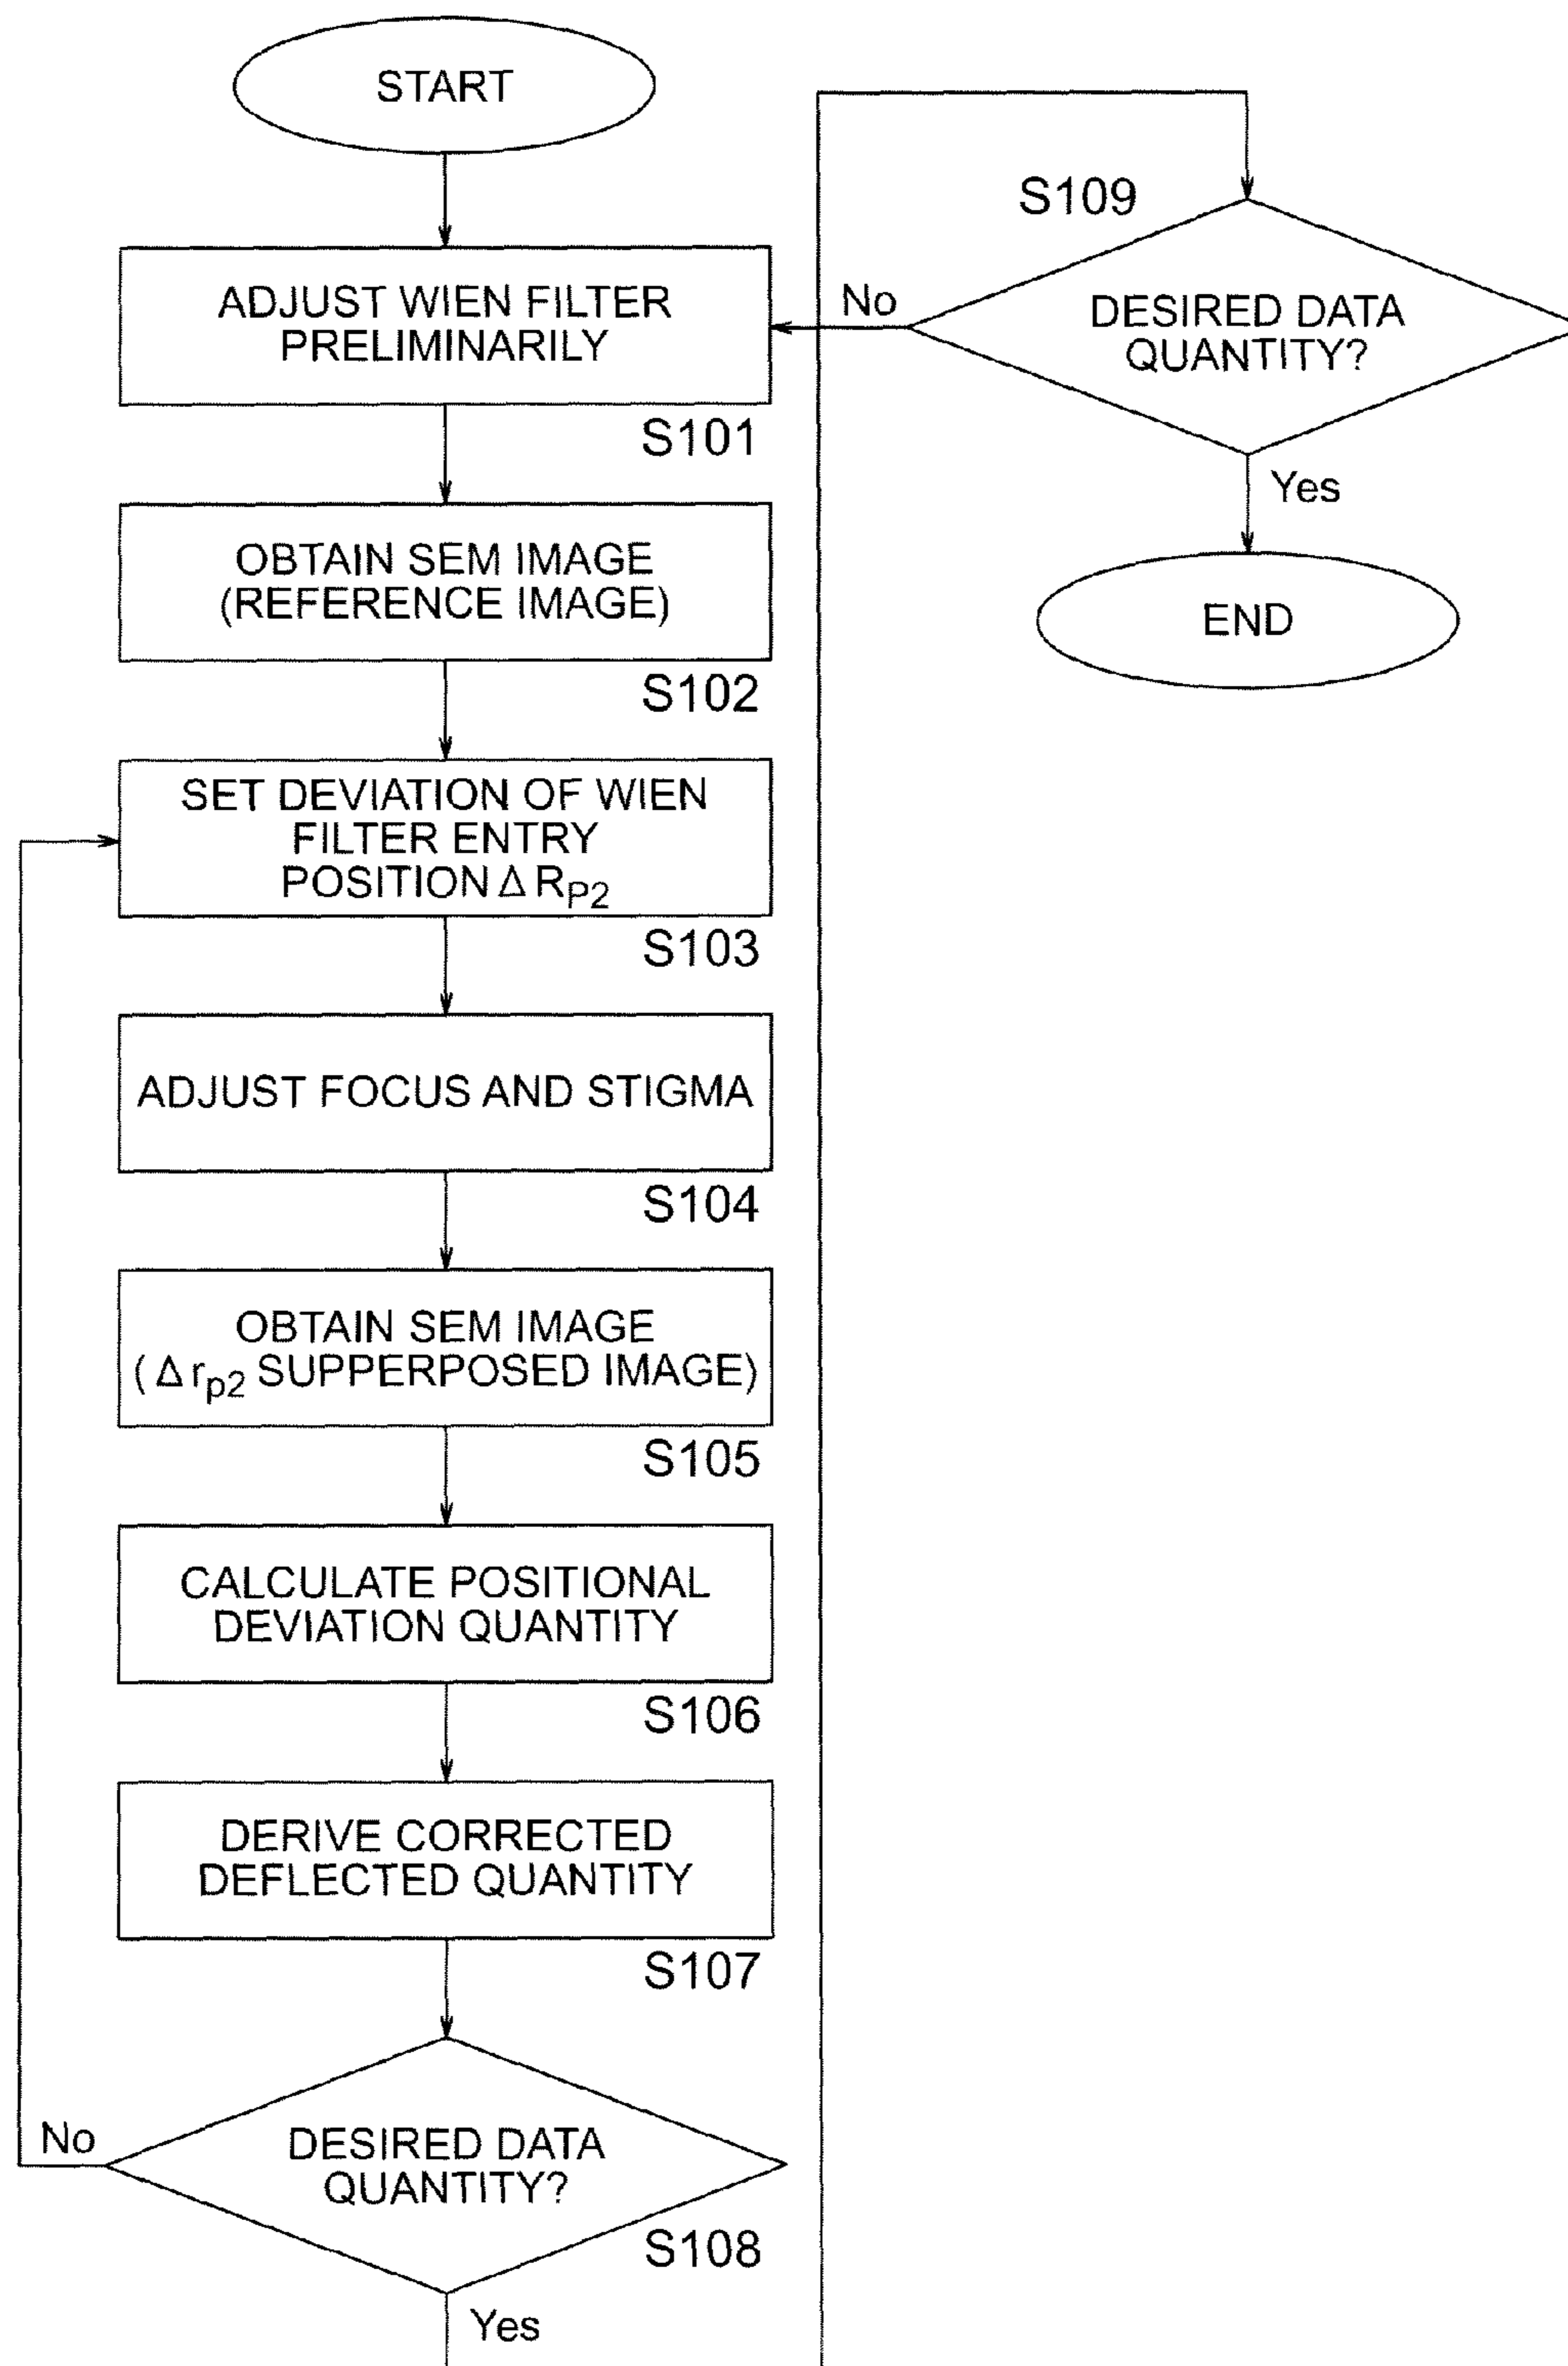 START
ADJUST WIEN FILTER
PRELIMINARILY
S101
OBTAIN SEM IMAGE
(REFERENCE IMAGE)
S102
SET DEVIATION OF WIEN
FILTER ENTRY
POSITION Δ RP2
S103
ADJUST FOCUS AND STIGMA
S104
OBTAIN SEM IMAGE
( Δ rp2 SUPPERPOSED IMAGE)
S105
CALCULATE POSITIONAL
DEVIATION QUANTITY
S106
DERIVE CORRECTED
DEFLECTED QUANTITY
S107
No
DESIRED DATA
QUANTITY?
S108
Yes
S109
No
DESIRED DATA
QUANTITY?
Yes
END